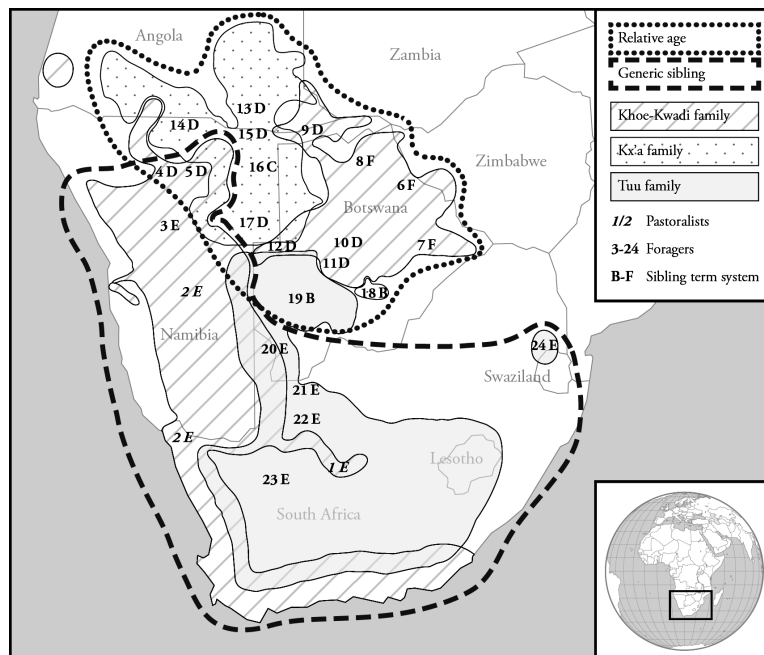 Angola
Zambia
Zimbabwe
Botswana
Namibia
Swaziland
Lesotho
South Africa
13 D
14 D
15 D
9 D
16 C
8 F
4 D
5 D
6 F
3 E
17 D
12 D
10 D
7 F
11 D
2 E
19 B
18 B
20 E
24 E
21 E
22 E
2 E
1 E
23 E
Relative age
Generic sibling
Khoe-Kwadi family
Kx'a family
Tuu family
1/2 Pastoralists
3-24 Foragers
B-F Sibling term system